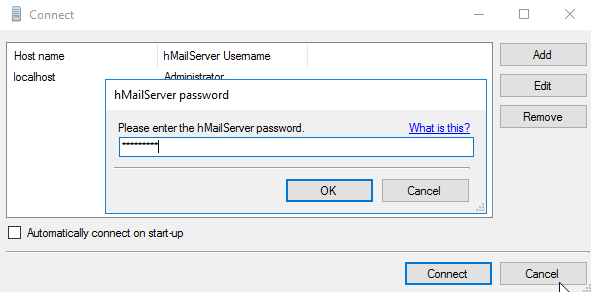 Connect
Host name hMailServer Username Add
localhost Administrator
Edit
hMailServer password
Remove
Please enter the hMailServer password. What is this?
*********
OK Cancel
Automatically connect on start-up
Connect Cancel